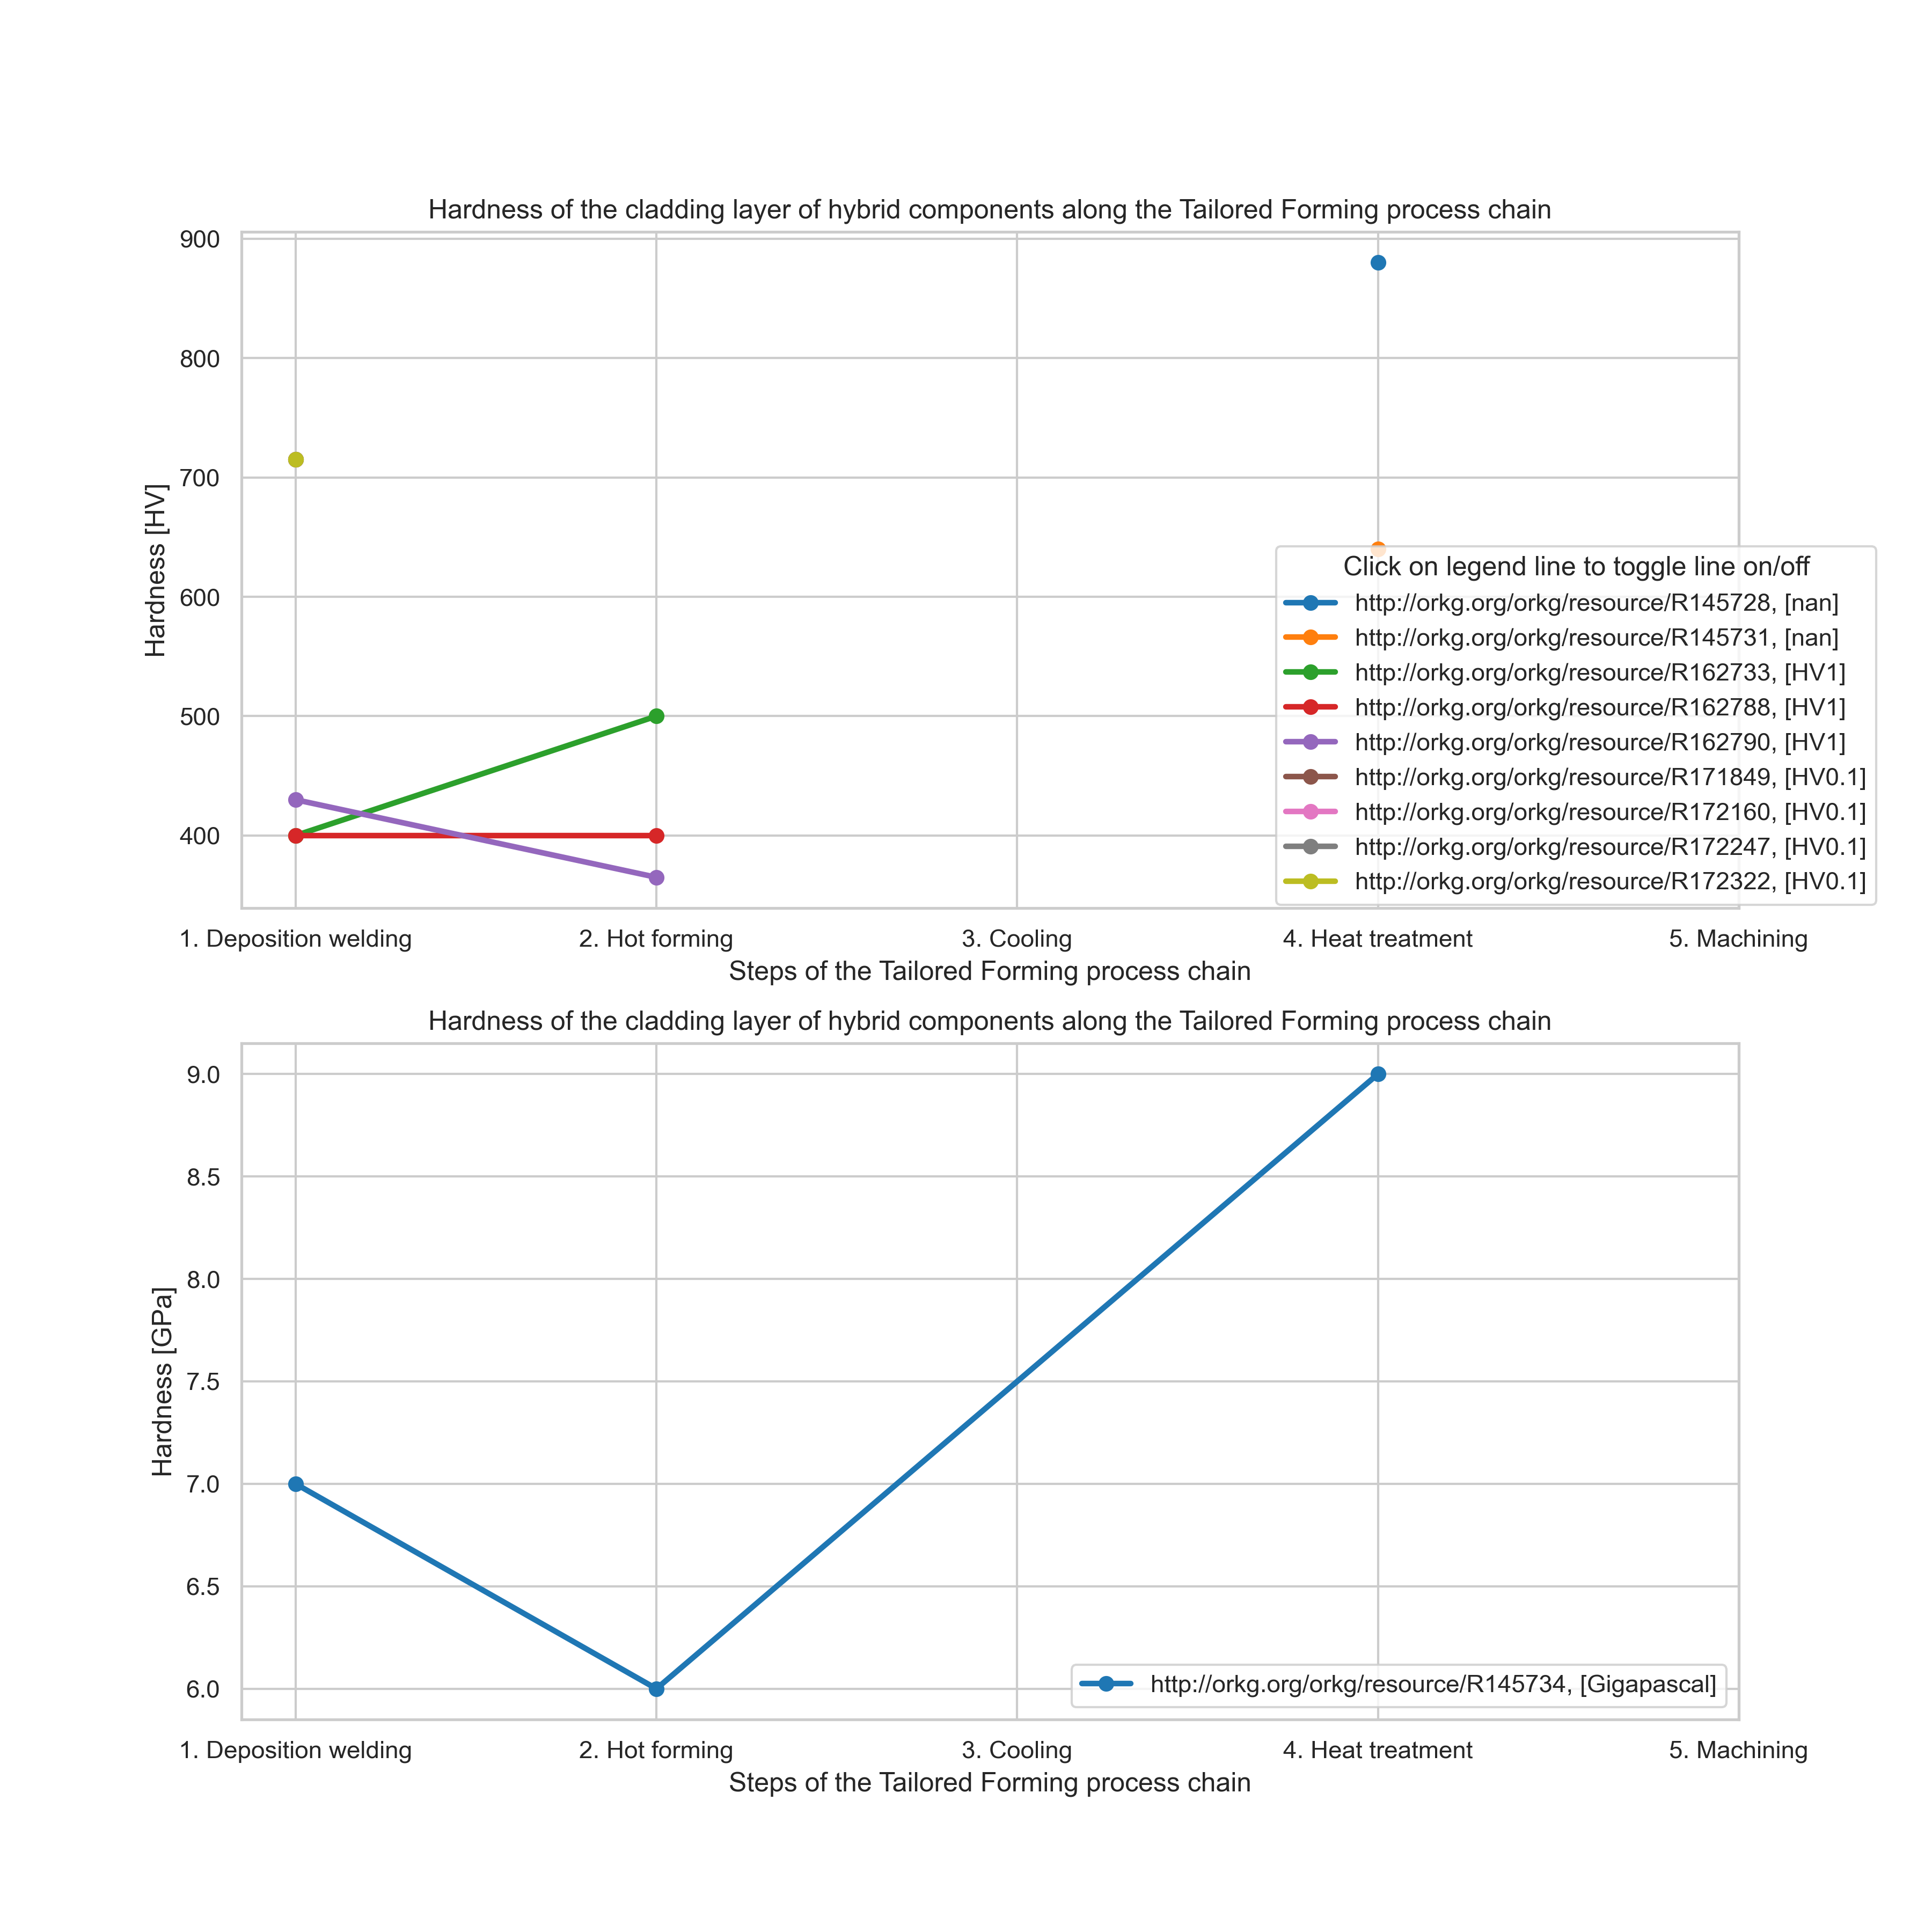 Hardness of the cladding layer of hybrid components along the Tailored Forming process chain
900
800
700
600
500
400
Hardness [HV]
Click on legend line to toggle line on/off
http://orkg.org/orkg/resource/R145728, [nan]
http://orkg.org/orkg/resource/R145731, [nan]
http://orkg.org/orkg/resource/R162733, [HV1]
http://orkg.org/orkg/resource/R162788, [HV1]
http://orkg.org/orkg/resource/R162790, [HV1]
http://orkg.org/orkg/resource/R171849, [HV0.1]
http://orkg.org/orkg/resource/R172160, [HV0.1]
http://orkg.org/orkg/resource/R172247, [HV0.1]
http://orkg.org/orkg/resource/R172322, [HV0.1]
1. Deposition welding 2. Hot forming 3. Cooling 4. Heat treatment 5. Machining
Steps of the Tailored Forming process chain
Hardness of the cladding layer of hybrid components along the Tailored Forming process chain
9.0
8.5
8.0
7.5
7.0
6.5
6.0
Hardness [GPa]
http://orkg.org/orkg/resource/R145734, [Gigapascal]
1. Deposition welding 2. Hot forming 3. Cooling 4. Heat treatment 5. Machining
Steps of the Tailored Forming process chain